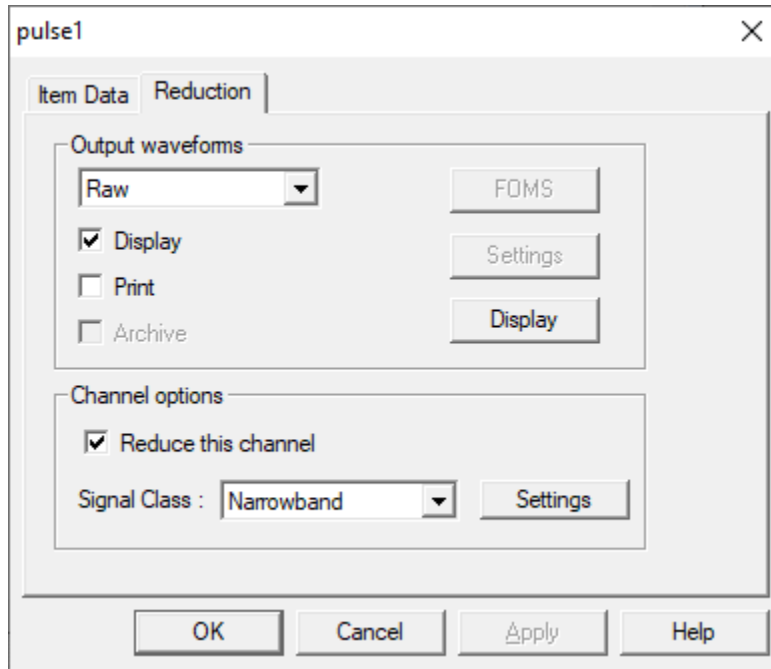 pulse1
Item Data Reduction
Output waveforms
Raw FOMS
Display
Settings
Print
Display
Archive
Channel options
Reduce this channel
Signal Class : Narrowband Settings
OK Cancel Apply Help